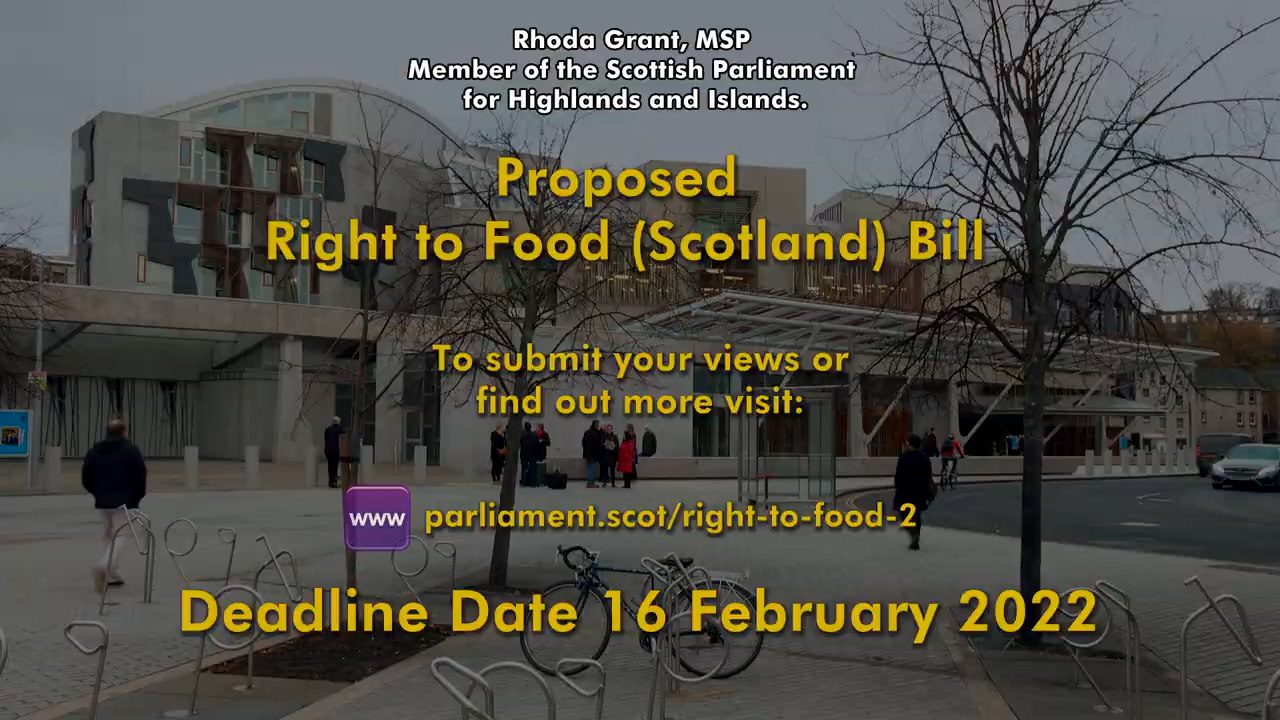 Rhoda Grant, MSP
Member of the Scottish Parliament
for Highlands and Islands.
Proposed
Right to Food (Scotland) Bill
To submit your views or
find out more visit:
www parliament.scot/right-to-food-2
Deadline Date 16 February 2022